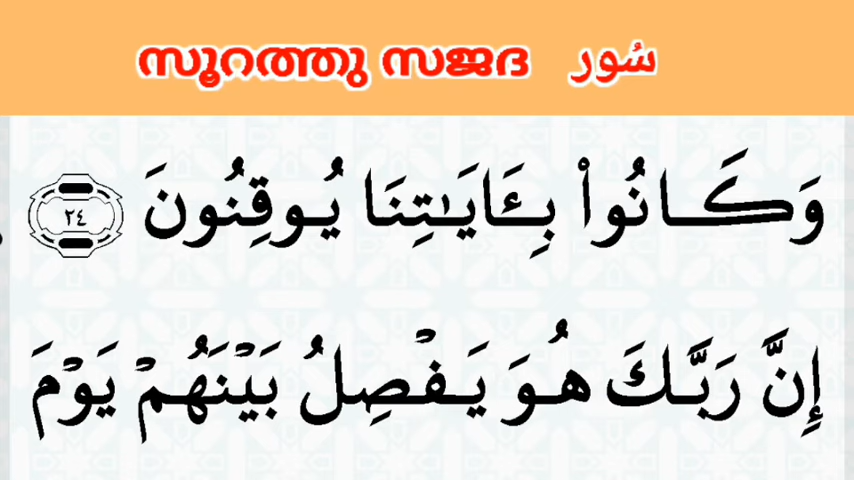 സൂറത്തു സജദ سُور
وَكَانُوا۟ بِـَٔايَـٰتِنَا يُوقِنُونَ ٢٤
إِنَّ رَبَّكَ هُوَ يَفْصِلُ بَيْنَهُمْ يَوْمَ